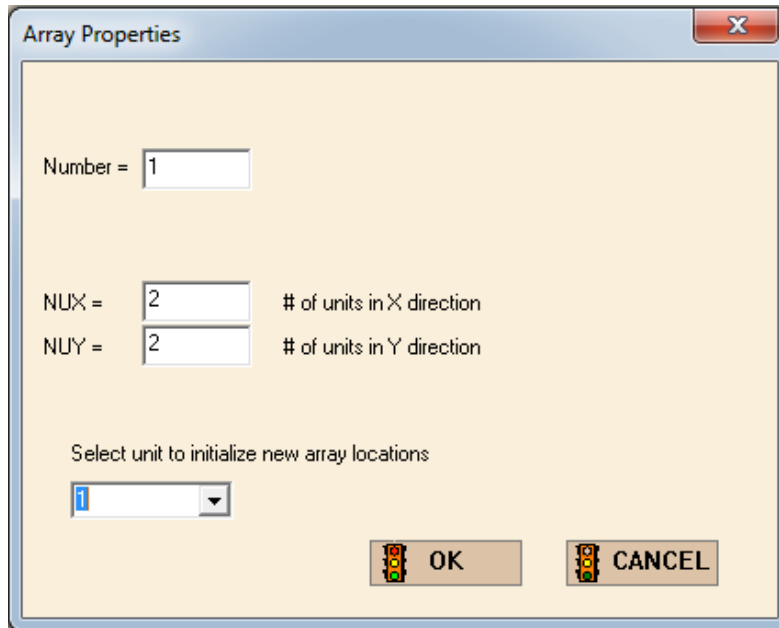 Array Properties
Number = 1
NUX = 2 # of units in X direction
NUY = 2 # of units in Y direction
Select unit to initialize new array locations
1
OK CANCEL